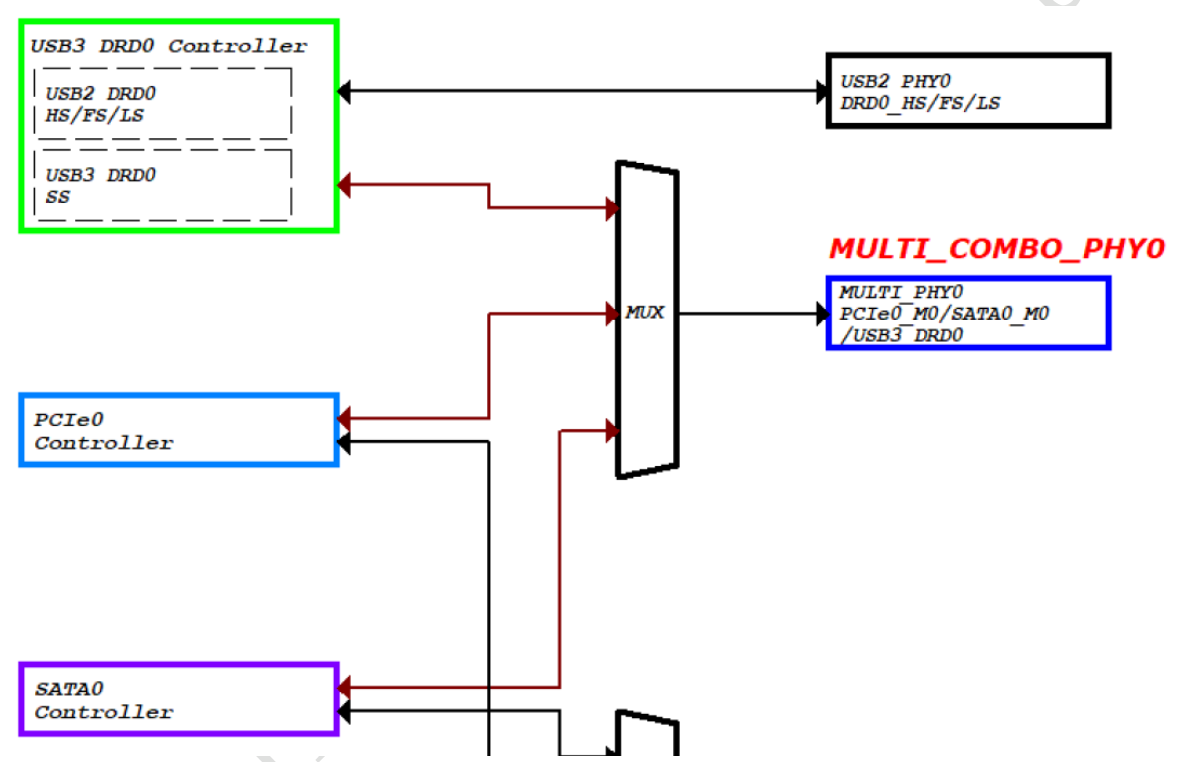 USB3 DRD0 Controller
USB2 DRD0
HS/FS/LS
USB3 DRD0
SS
USB2 PHY0
DRD0_HS/FS/LS
MULTI_COMBO_PHY0
MULTI_PHY0
PCIe0_M0/SATA0_M0
/USB3_DRD0
MUX
PCIe0
Controller
SATA0
Controller